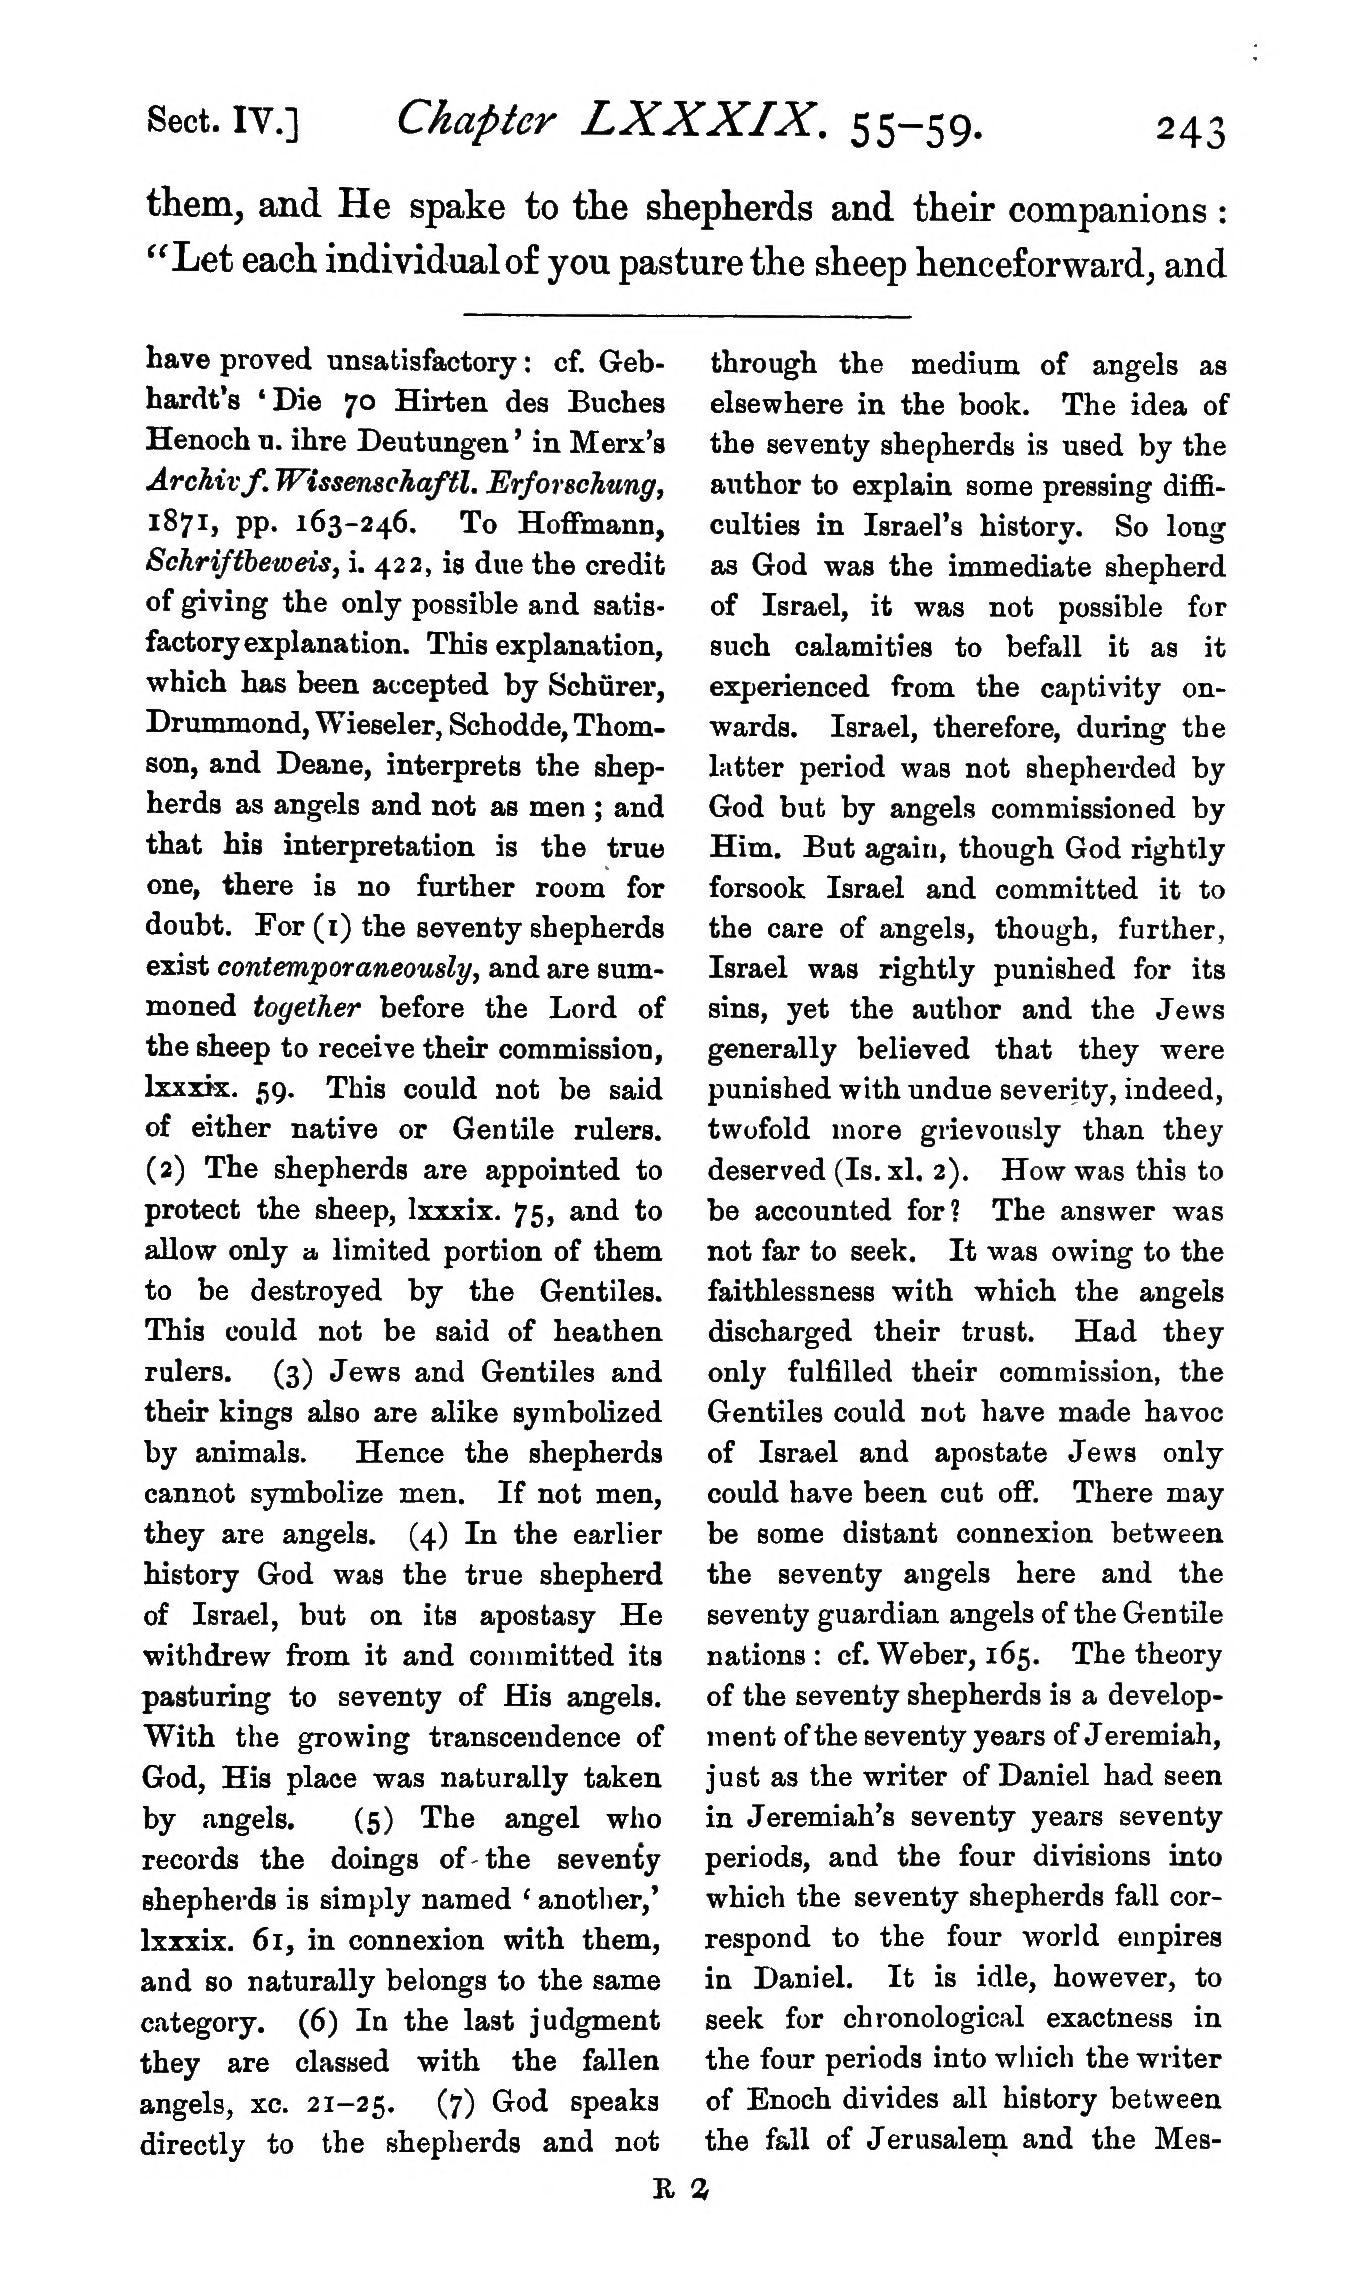 Sect. IV.] Chapter LXXXIX. 55–59. 243
them, and He spake to the shepherds and their companions :
“Let each individual of you pasture the sheep henceforward, and
have proved unsatisfactory : cf. Geb-
hardt’s ‘Die 70 Hirten des Buches
Henoch u. ihre Deutungen’ in Merx’s
Archiv f. Wissenschaftl. Erforschung,
1871, pp. 163–246. To Hoffmann,
Schriftbeweis, i. 422, is due the credit
of giving the only possible and satis-
factory explanation. This explanation,
which has been accepted by Schürer,
Drummond, Wieseler, Schodde, Thom-
son, and Deane, interprets the shep-
herds as angels and not as men ; and
that his interpretation is the true
one, there is no further room for
doubt. For (1) the seventy shepherds
exist contemporaneously, and are sum-
moned together before the Lord of
the sheep to receive their commission,
lxxxix. 59. This could not be said
of either native or Gentile rulers.
(2) The shepherds are appointed to
protect the sheep, lxxxix. 75, and to
allow only a limited portion of them
to be destroyed by the Gentiles.
This could not be said of heathen
rulers. (3) Jews and Gentiles and
their kings also are alike symbolized
by animals. Hence the shepherds
cannot symbolize men. If not men,
they are angels. (4) In the earlier
history God was the true shepherd
of Israel, but on its apostasy He
withdrew from it and committed its
pasturing to seventy of His angels.
With the growing transcendence of
God, His place was naturally taken
by angels. (5) The angel who
records the doings of the seventy
shepherds is simply named ‘another,’
lxxxix. 61, in connexion with them,
and so naturally belongs to the same
category. (6) In the last judgment
they are classed with the fallen
angels, xc. 21–25. (7) God speaks
directly to the shepherds and not
through the medium of angels as
elsewhere in the book. The idea of
the seventy shepherds is used by the
author to explain some pressing diffi-
culties in Israel’s history. So long
as God was the immediate shepherd
of Israel, it was not possible for
such calamities to befall it as it
experienced from the captivity on-
wards. Israel, therefore, during the
latter period was not shepherded by
God but by angels commissioned by
Him. But again, though God rightly
forsook Israel and committed it to
the care of angels, though, further,
Israel was rightly punished for its
sins, yet the author and the Jews
generally believed that they were
punished with undue severity, indeed,
twofold more grievously than they
deserved (Is. xl. 2). How was this to
be accounted for? The answer was
not far to seek. It was owing to the
faithlessness with which the angels
discharged their trust. Had they
only fulfilled their commission, the
Gentiles could not have made havoc
of Israel and apostate Jews only
could have been cut off. There may
be some distant connexion between
the seventy angels here and the
seventy guardian angels of the Gentile
nations : cf. Weber, 165. The theory
of the seventy shepherds is a develop-
ment of the seventy years of Jeremiah,
just as the writer of Daniel had seen
in Jeremiah’s seventy years seventy
periods, and the four divisions into
which the seventy shepherds fall cor-
respond to the four world empires
in Daniel. It is idle, however, to
seek for chronological exactness in
the four periods into which the writer
of Enoch divides all history between
the fall of Jerusalem and the Mes-
R 2